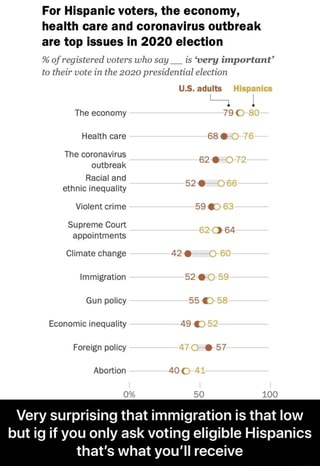 For Hispanic voters, the economy,
health care and coronavirus outbreak
are top issues in 2020 election
% of registered voters who say __ is ‘very important’
to their vote in the 2020 presidential election
U.S. adults Hispanics
The economy 79 80
Health care 68 76
The coronavirus
outbreak 62 72
Racial and
ethnic inequality 52 66
Violent crime 59 63
Supreme Court
appointments 62 64
Climate change 42 60
Immigration 52 59
Gun policy 55 58
Economic inequality 49 52
Foreign policy 47 57
Abortion 40 41
0% 50 100
Very surprising that immigration is that low
but ig if you only ask voting eligible Hispanics
that's what you'll receive